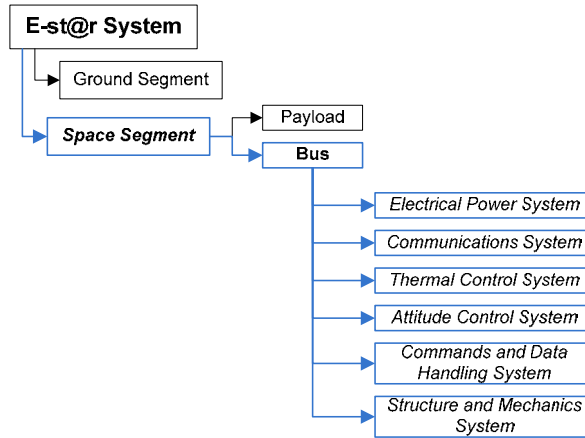 E-st@r System
Ground Segment
Space Segment
Payload
Bus
Electrical Power System
Communications System
Thermal Control System
Attitude Control System
Commands and Data
Handling System
Structure and Mechanics
System